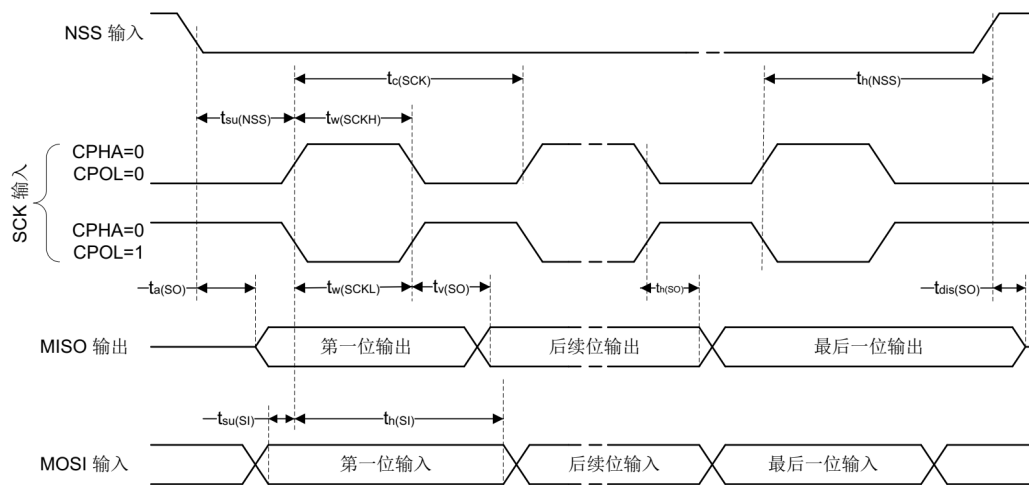 NSS 输入
tc(SCK)
th(NSS)
tsu(NSS)
tw(SCKH)
SCK 输入
CPHA=0
CPOL=0
CPHA=0
CPOL=1
ta(SO)
tw(SCKL)
tv(SO)
th(SO)
tdis(SO)
MISO 输出
第一位输出
后续位输出
最后一位输出
tsu(SI)
th(SI)
MOSI 输入
第一位输入
后续位输入
最后一位输入